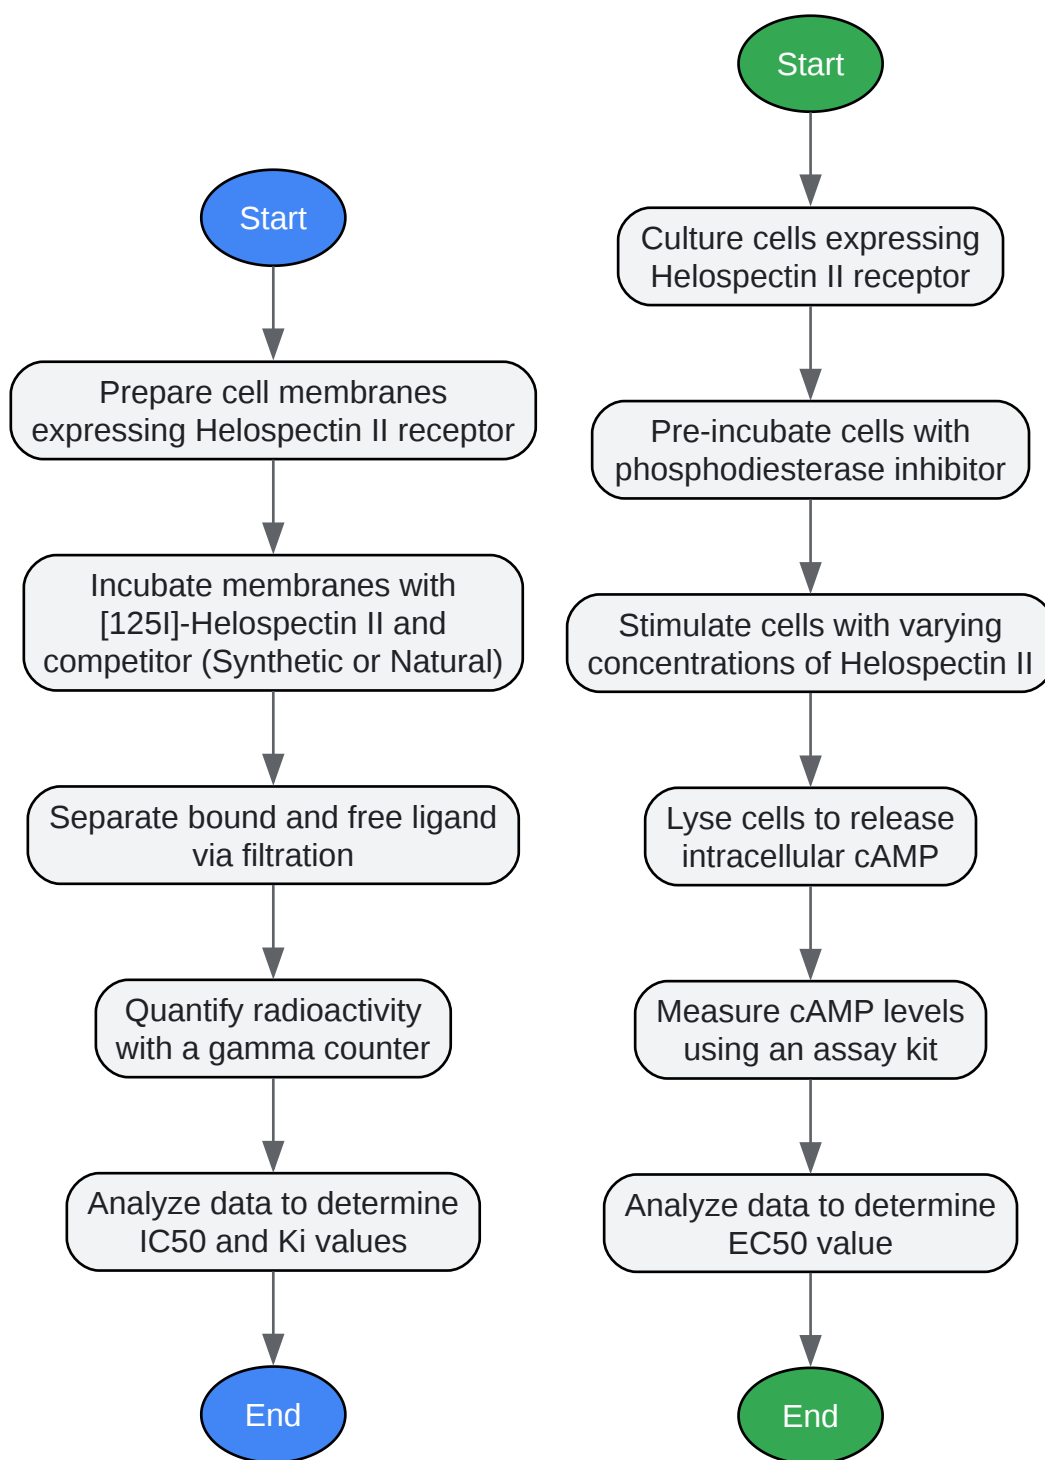 Start
Prepare cell membranes
expressing Helospectin II receptor
Incubate membranes with
[125I]-Helospectin II and
competitor (Synthetic or Natural)
Separate bound and free ligand
via filtration
Quantify radioactivity
with a gamma counter
Analyze data to determine
IC50 and Ki values
End
Start
Culture cells expressing
Helospectin II receptor
Pre-incubate cells with
phosphodiesterase inhibitor
Stimulate cells with varying
concentrations of Helospectin II
Lyse cells to release
intracellular cAMP
Measure cAMP levels
using an assay kit
Analyze data to determine
EC50 value
End